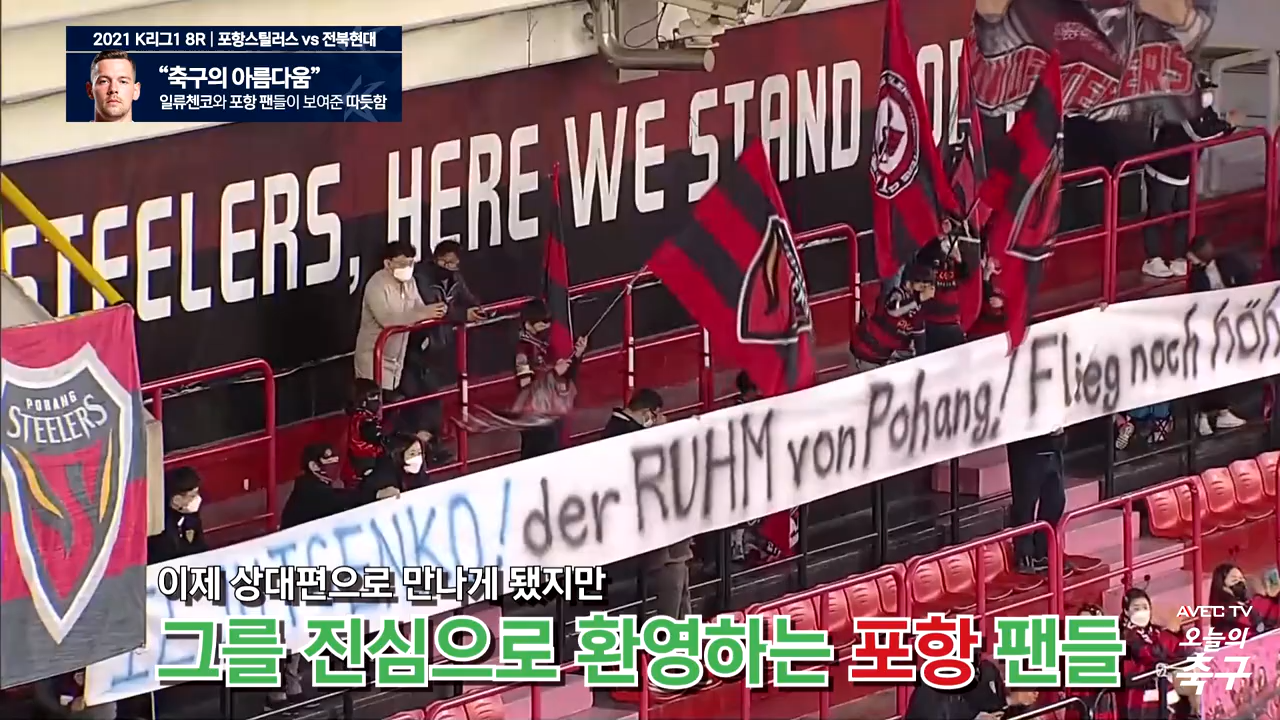 2021 K리그1 8R | 포항스틸러스 vs 전북현대
“축구의 아름다움”
일류첸코와 포항 팬들이 보여준 따듯함
STEELERS, HERE WE STAND
POHANG
STEELERS
der RUHM von Pohang! Flieg noch höh
이제 상대편으로 만나게 됐지만
그를 진심으로 환영하는 포항 팬들
AVEC TV
오늘의
축구